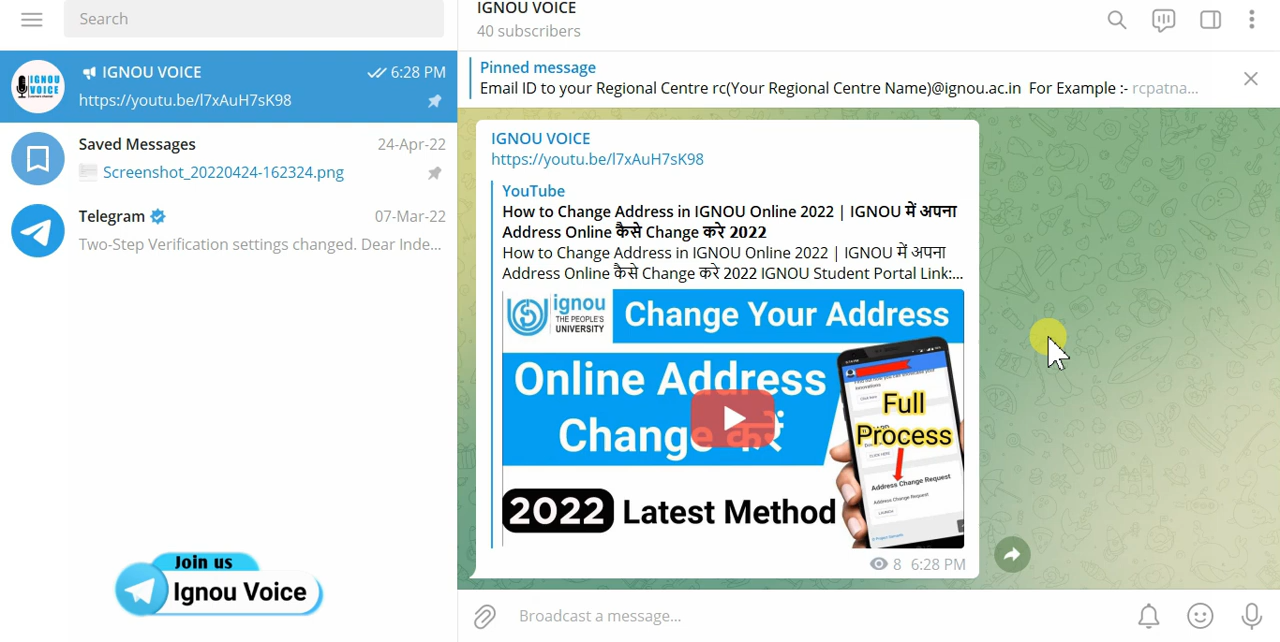 Search
IGNOU VOICE 6:28 PM
https://youtu.be/l7xAuH7sK98
Saved Messages 24-Apr-22
Screenshot_20220424-162324.png
Telegram 07-Mar-22
Two-Step Verification settings changed. Dear Inde...
Join us
Ignou Voice
IGNOU VOICE
40 subscribers
Pinned message
Email ID to your Regional Centre rc(Your Regional Centre Name)@ignou.ac.in For Example :- rcpatna...
IGNOU VOICE
https://youtu.be/l7xAuH7sK98
YouTube
How to Change Address in IGNOU Online 2022 | IGNOU में अपना
Address Online कैसे Change करे 2022
How to Change Address in IGNOU Online 2022 | IGNOU में अपना
Address Online कैसे Change करे 2022 IGNOU Student Portal Link:...
ignou
THE PEOPLE'S
UNIVERSITY
Change Your Address
Online Address
Change करें
Full
Process
Address Change Request
Address Change Request
LAUNCH
2022 Latest Method
8 6:28 PM
Broadcast a message...